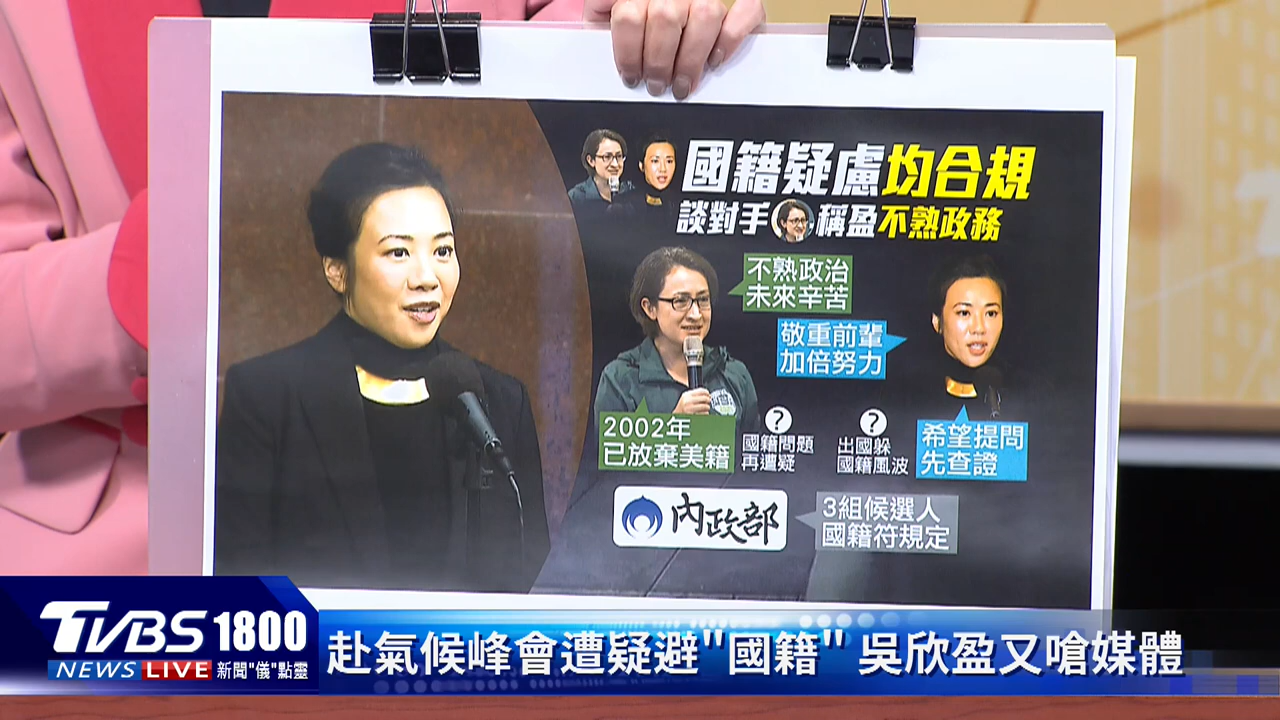 國籍疑慮均合規
談對手 稱盈不熟政務
不熟政治
未來辛苦
敬重前輩
加倍努力
2002年
已放棄美籍
?
國籍問題
再遭疑
?
出國躲
國籍風波
希望提問
先查證
內政部
3組候選人
國籍符規定
TVBS 1800
NEWS LIVE 新聞"儀"點靈
赴氣候峰會遭疑避"國籍" 吳欣盈又嗆媒體